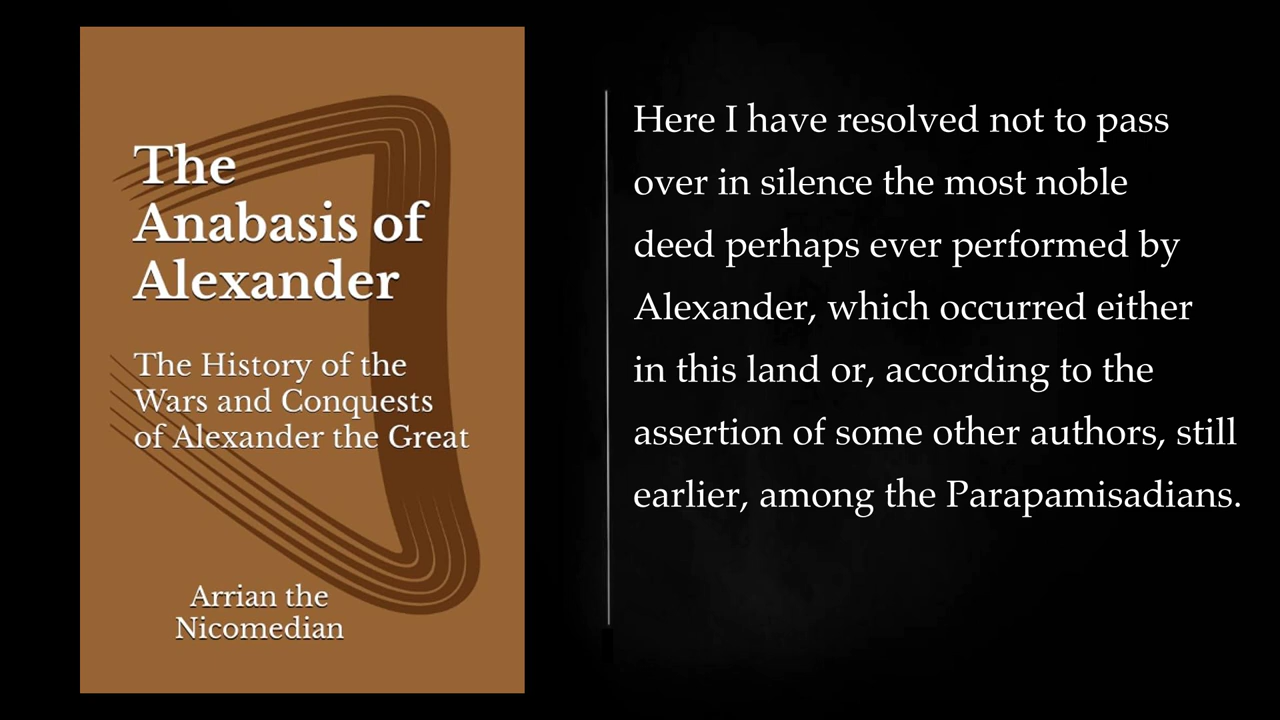 The
Anabasis of
Alexander
The History of the
Wars and Conquests
of Alexander the Great
Arrian the
Nicomedian
Here I have resolved not to pass
over in silence the most noble
deed perhaps ever performed by
Alexander, which occurred either
in this land or, according to the
assertion of some other authors, still
earlier, among the Parapamisadians.